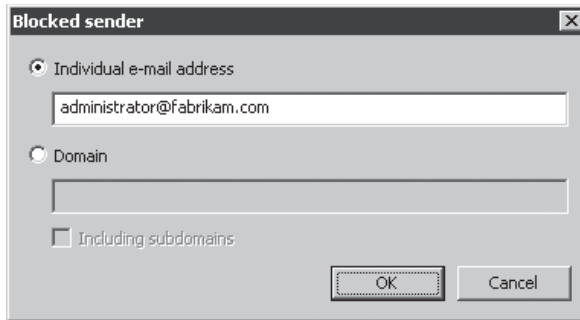 Blocked sender
Individual e-mail address
administrator@fabrikam.com
Domain
Including subdomains
OK Cancel